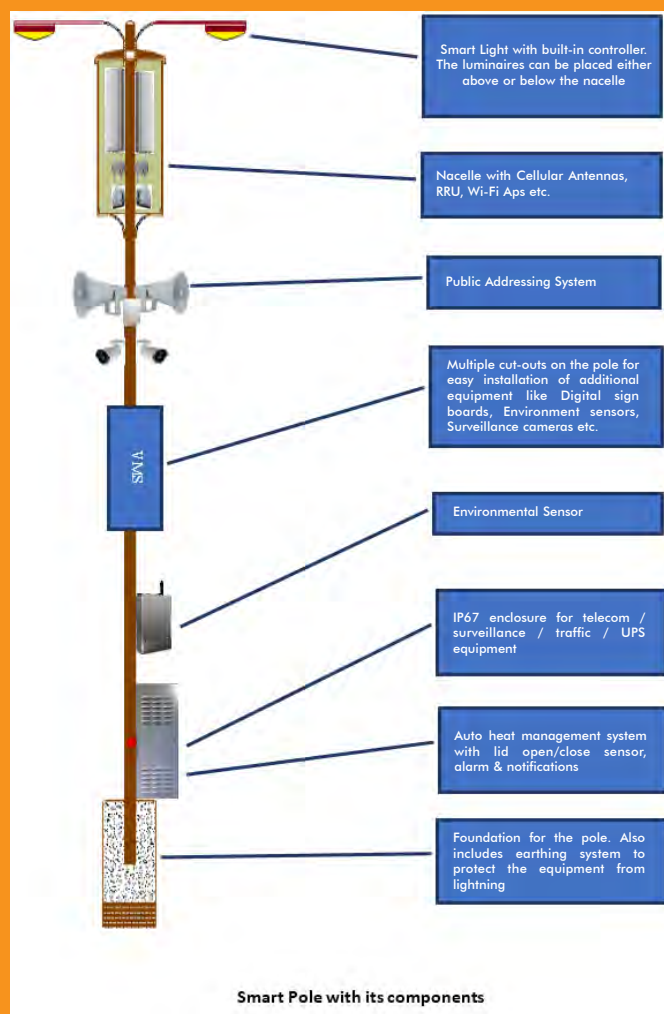 Smart Light with built-in controller.
The luminaires can be placed either
above or below the nacelle
Nacelle with Cellular Antennas,
RRU, Wi-Fi Aps etc.
Public Addressing System
Multiple cut-outs on the pole for
easy installation of additional
equipment like Digital sign
boards, Environment sensors,
Surveillance cameras etc.
VMS
Environmental Sensor
IP67 enclosure for telecom /
surveillance / traffic / UPS
equipment
Auto heat management system
with lid open/close sensor,
alarm & notifications
Foundation for the pole. Also
includes earthing system to
protect the equipment from
lightning
Smart Pole with its components